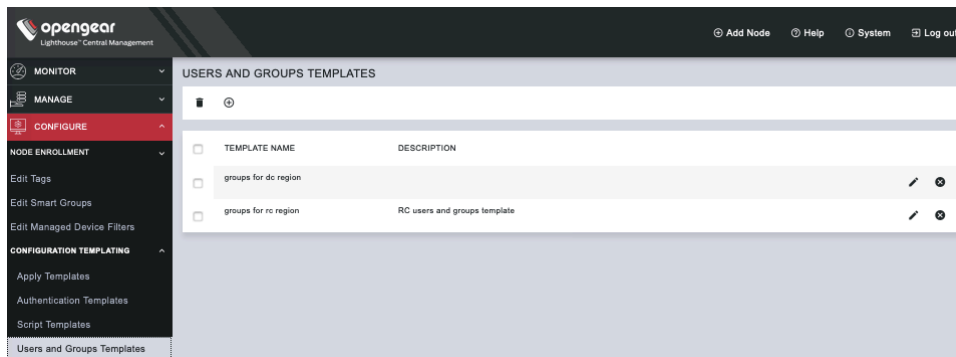 opengear
Lighthouse™ Central Management
Add Node Help System Log out
MONITOR
MANAGE
CONFIGURE
NODE ENROLLMENT
Edit Tags
Edit Smart Groups
Edit Managed Device Filters
CONFIGURATION TEMPLATING
Apply Templates
Authentication Templates
Script Templates
Users and Groups Templates
USERS AND GROUPS TEMPLATES
TEMPLATE NAME DESCRIPTION
groups for dc region
groups for rc region RC users and groups template